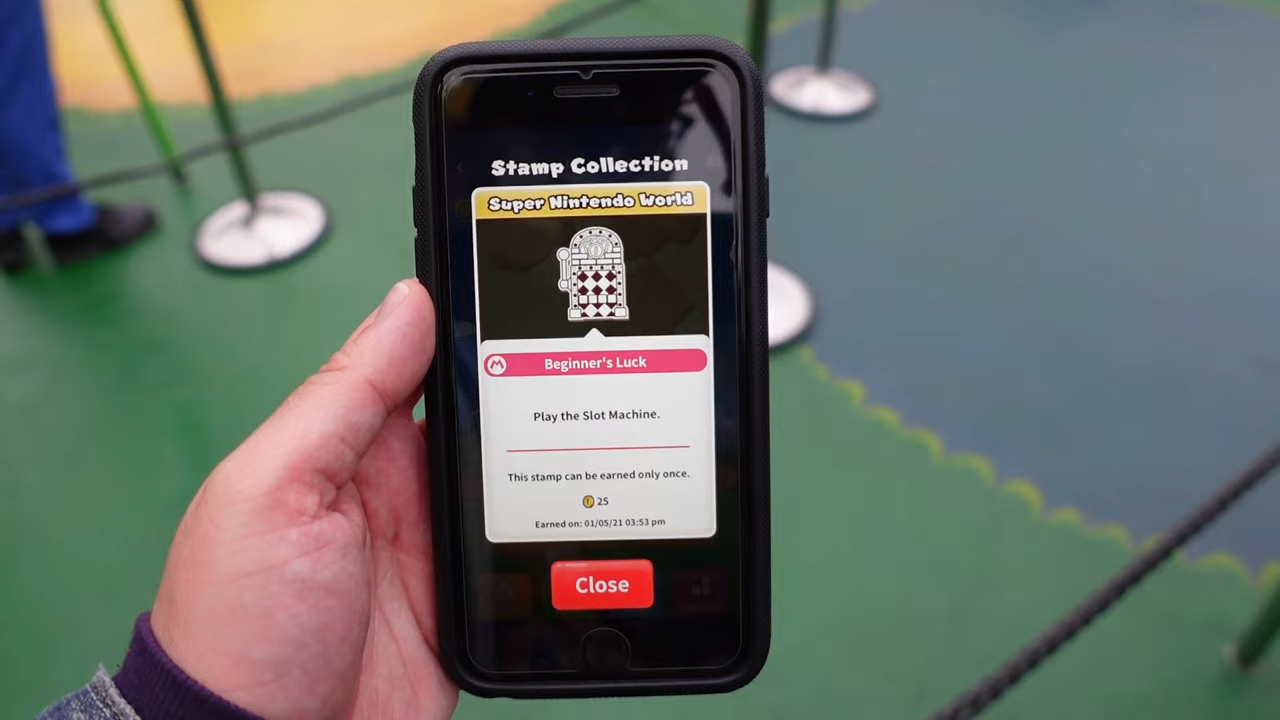 Stamp Collection
Super Nintendo World
M Beginner's Luck
Play the Slot Machine.
This stamp can be earned only once.
25
Earned on: 01/05/21 03:53 pm
Close